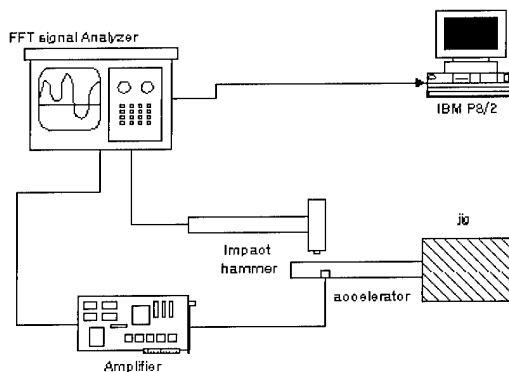 FFT signal Analyzer
IBM PS/2
jig
Impact
hammer
accelerator
Amplifier